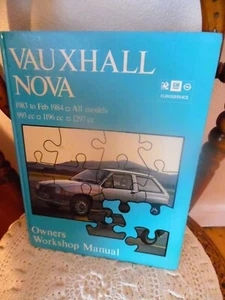 VAUXHALL
NOVA
1983 to Feb 1984 □ All models
993 cc □ 1196 cc □ 1297 cc
Owners
Workshop Manual